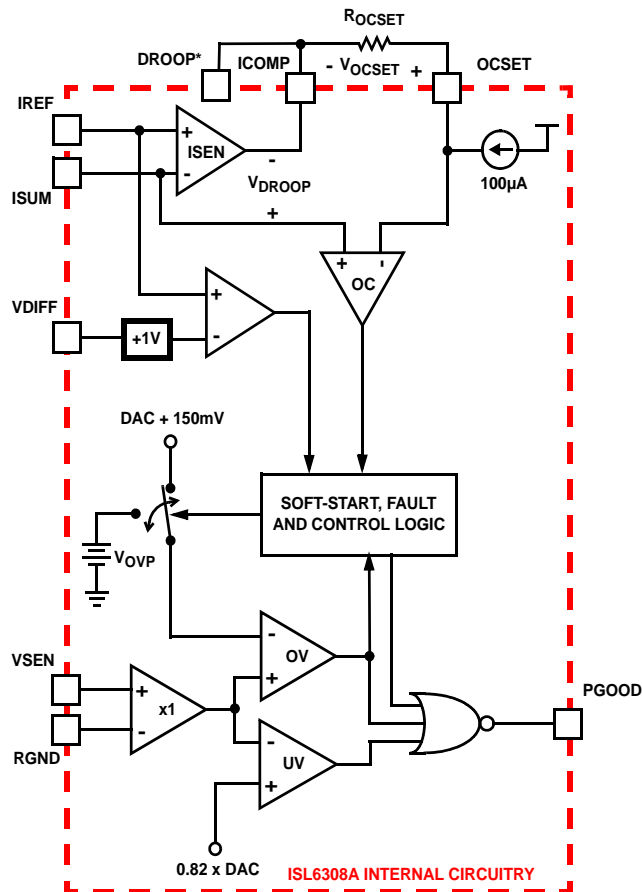 ROCSET
DROOP*
ICOMP
- VOCSET +
OCSET
IREF
+
ISEN
-
-
VDROOP
+
ISUM
100µA
+ -
OC
VDIFF
+1V
+
-
DAC + 150mV
SOFT-START, FAULT
AND CONTROL LOGIC
VOVP
-
OV
+
VSEN
+
x1
-
RGND
-
UV
+
PGOOD
0.82 x DAC
ISL6308A INTERNAL CIRCUITRY